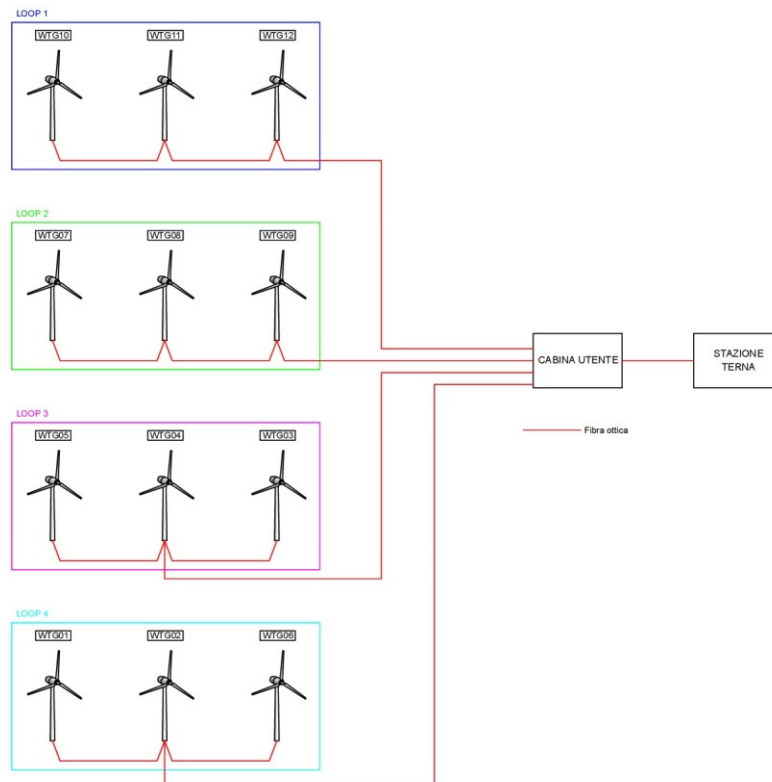 LOOP 1
WTG10 WTG11 WTG12
LOOP 2
WTG07 WTG08 WTG09
CABINA UTENTE
STAZIONE
TERNA
LOOP 3
Fibra ottica
WTG05 WTG04 WTG03
LOOP 4
WTG01 WTG02 WTG06